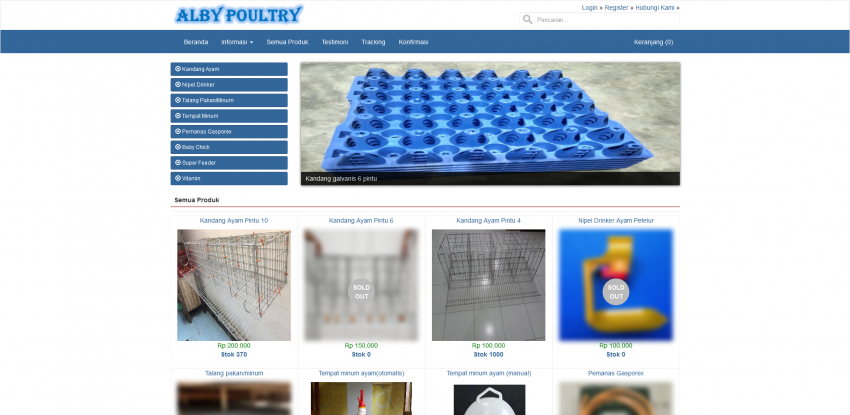 ALBY POULTRY
Login » Register » Hubungi Kami »
Pencarian...
Beranda Informasi Semua Produk Testimoni Tracking Konfirmasi Keranjang (0)
Kandang Ayam
Nipel Drinker
Talang Pakan/Minum
Tempat Minum
Pemanas Gasporex
Baby Chick
Super Feeder
Vitamin
Kandang galvanis 6 pintu
Semua Produk
Kandang Ayam Pintu 10
Rp 200,000
Stok 370
Kandang Ayam Pintu 6
SOLD
OUT
Rp 150,000
Stok 0
Kandang Ayam Pintu 4
Rp 100,000
Stok 1000
Nipel Drinker Ayam Petelur
SOLD
OUT
Rp 100,000
Stok 0
Talang pakan/minum
Tempat minum ayam(otomatis)
Tempat minum ayam (manual)
Pemanas Gasporex